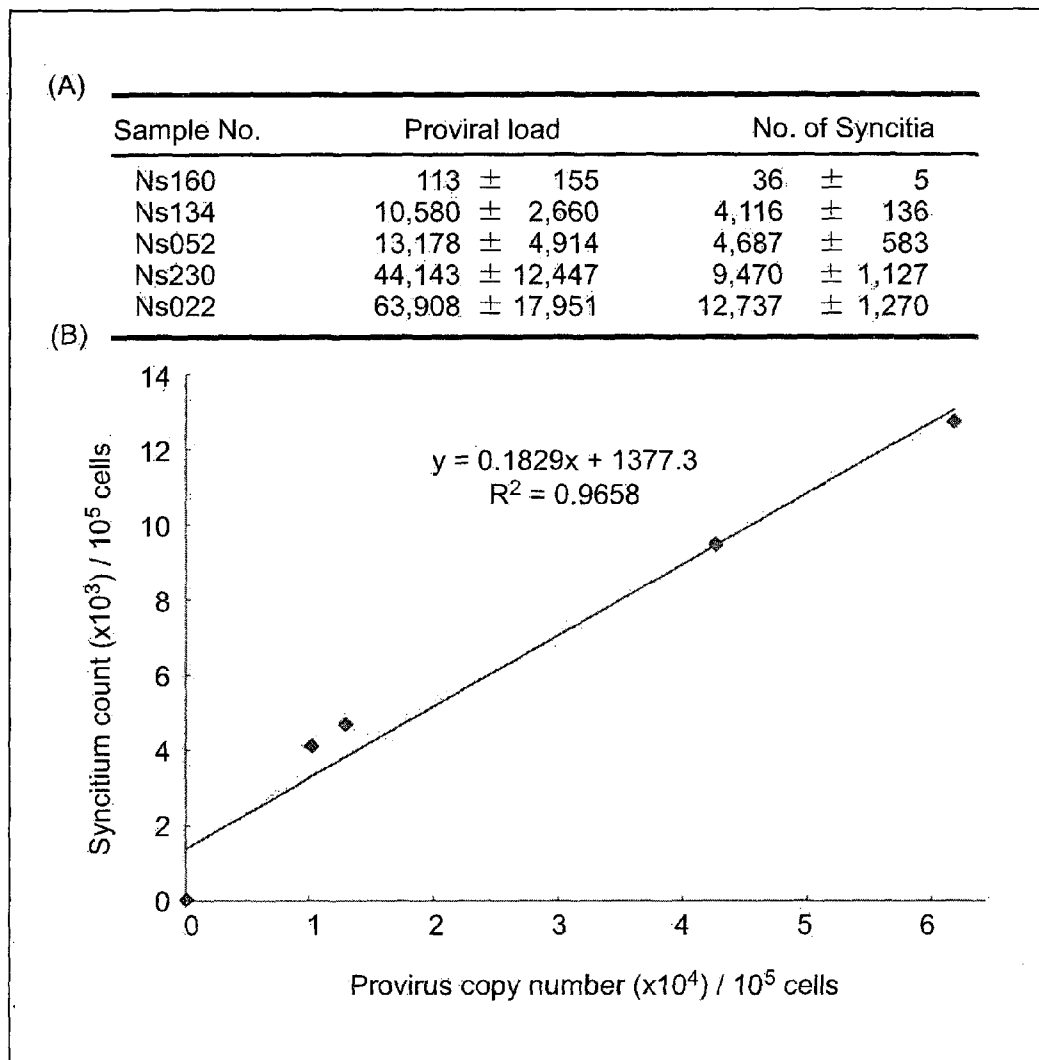 (A)
Sample No. Proviral load No. of Syncitia
Ns160 113 ± 155 36 ± 5
Ns134 10,580 ± 2,660 4,116 ± 136
Ns052 13,178 ± 4,914 4,687 ± 583
Ns230 44,143 ± 12,447 9,470 ± 1,127
Ns022 63,908 ± 17,951 12,737 ± 1,270
(B)
14
12
10
8
6
4
2
0
Syncitium count (x10³) / 10⁵ cells
y = 0.1829x + 1377.3
R² = 0.9658
0 1 2 3 4 5 6
Provirus copy number (x10⁴) / 10⁵ cells